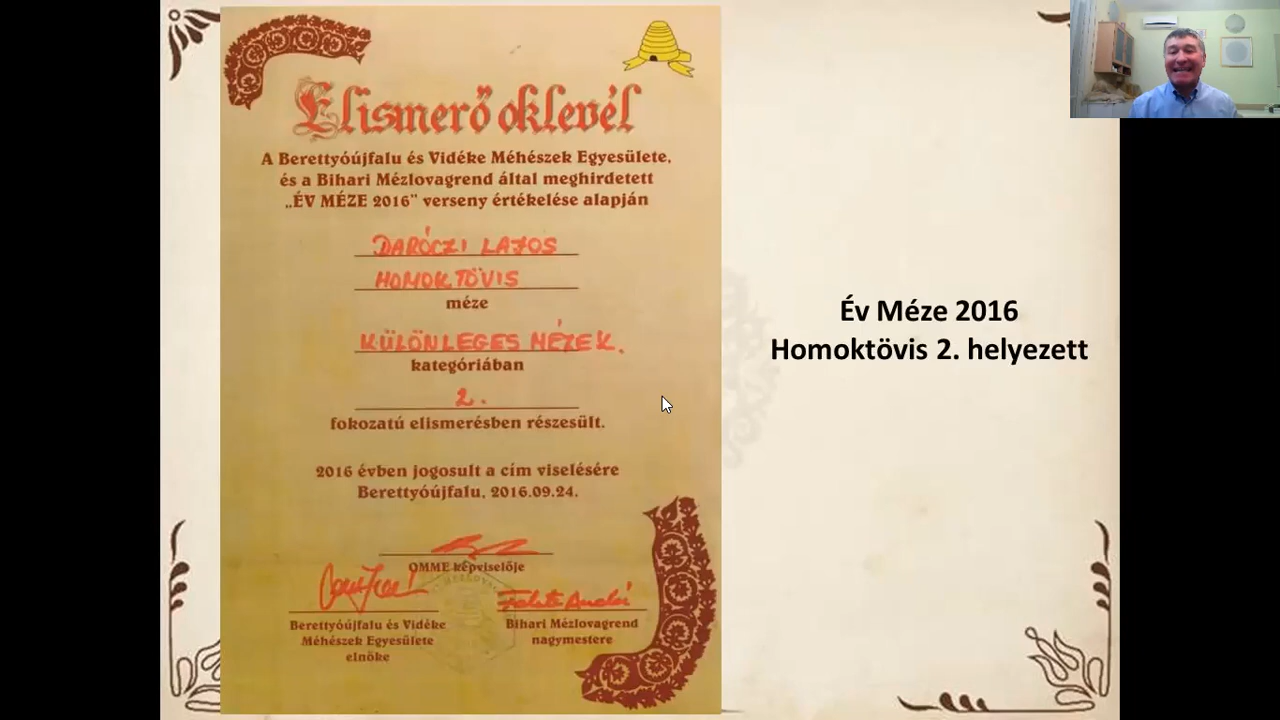 Elismerő oklevél
A Berettyóújfalu és Vidéke Méhészek Egyesülete,
és a Bihari Mézlovagrend által meghirdetett
„ÉV MÉZE 2016” verseny értékelése alapján
DARÓCZI LAJOS
HOMOKTÖVIS
méze
KÜLÖNLEGES MÉZEK.
kategóriában
2.
fokozatú elismerésben részesült.
2016 évben jogosult a cím viselésére
Berettyóújfalu, 2016.09.24.
OMME képviselője
Berettyóújfalu és Vidéke
Méhészek Egyesülete
elnöke
Bihari Mézlovagrend
nagymestere
Év Méze 2016
Homoktövis 2. helyezett